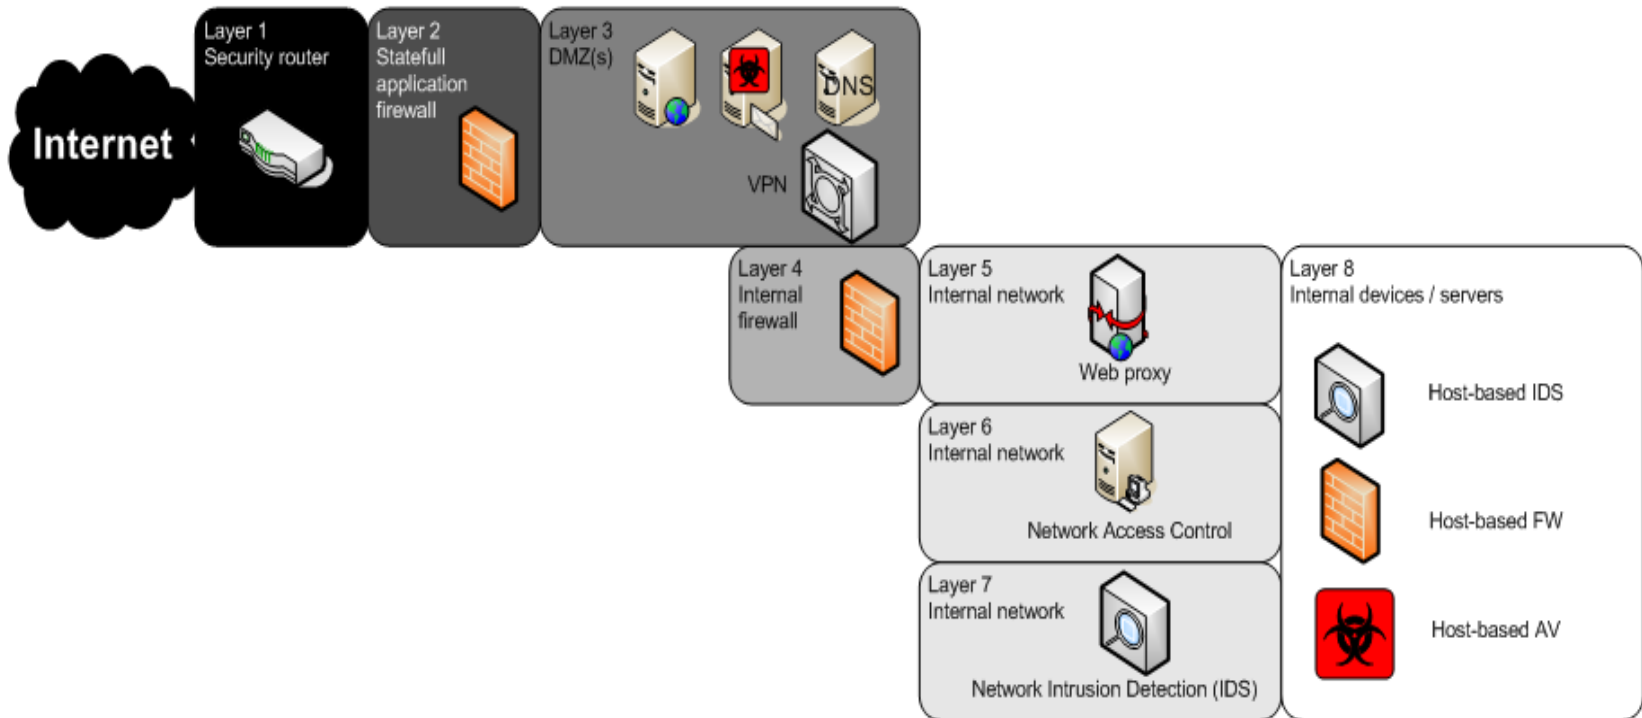 Internet
Layer 1
Security router
Layer 2
Statefull
application
firewall
Layer 3
DMZ(s)
DNS
VPN
Layer 4
Internal
firewall
Layer 5
Internal network
Web proxy
Layer 6
Internal network
Network Access Control
Layer 7
Internal network
Network Intrusion Detection (IDS)
Layer 8
Internal devices / servers
Host-based IDS
Host-based FW
Host-based AV